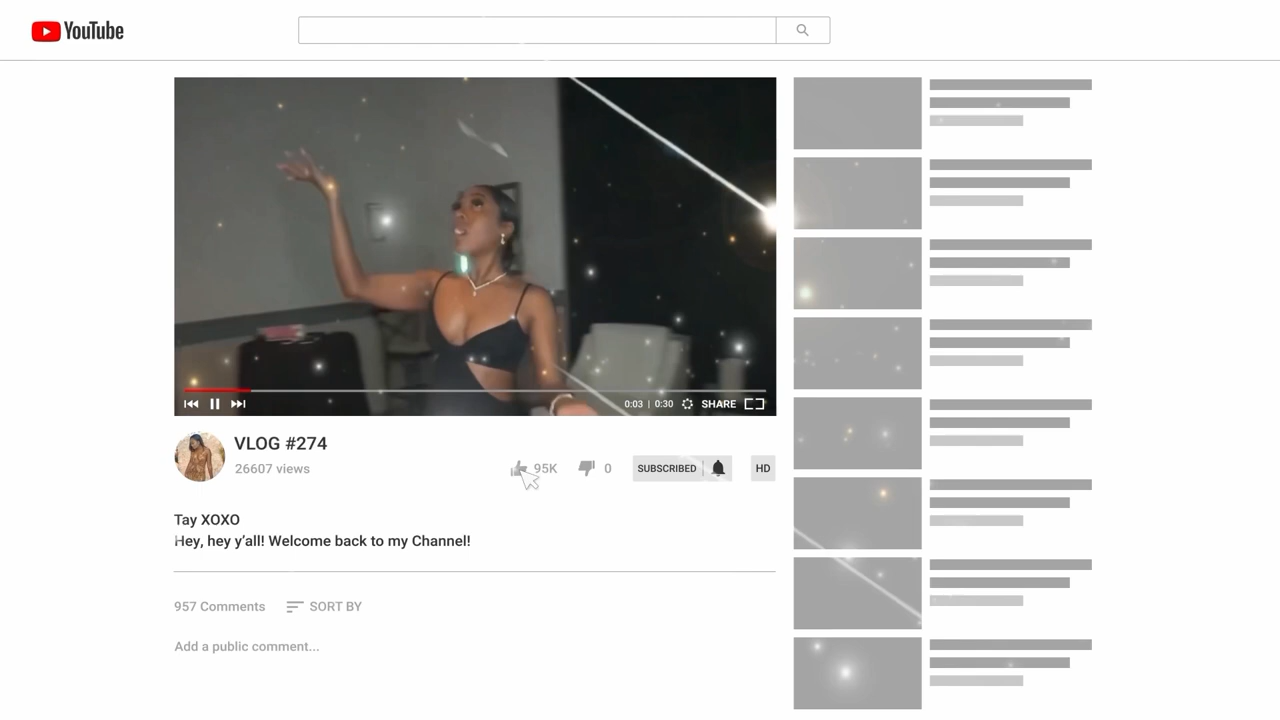 YouTube
0:03 | 0:30 SHARE
VLOG #274
26607 views
95K 0 SUBSCRIBED HD
Tay XOXO
Hey, hey y’all! Welcome back to my Channel!
957 Comments SORT BY
Add a public comment...